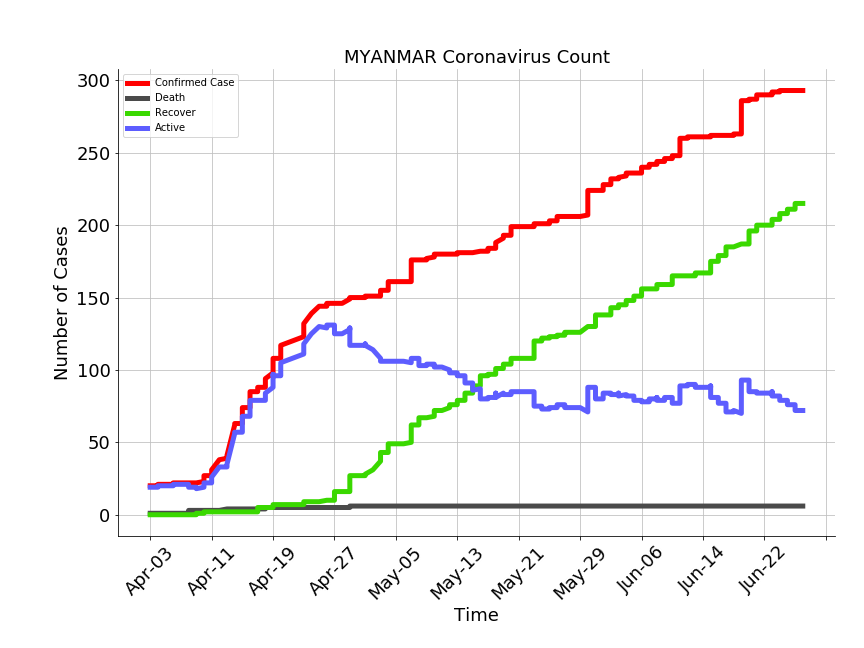 MYANMAR Coronavirus Count
Confirmed Case
Death
Recover
Active
Number of Cases
300
250
200
150
100
50
0
Apr-03
Apr-11
Apr-19
Apr-27
May-05
May-13
May-21
May-29
Jun-06
Jun-14
Jun-22
Time